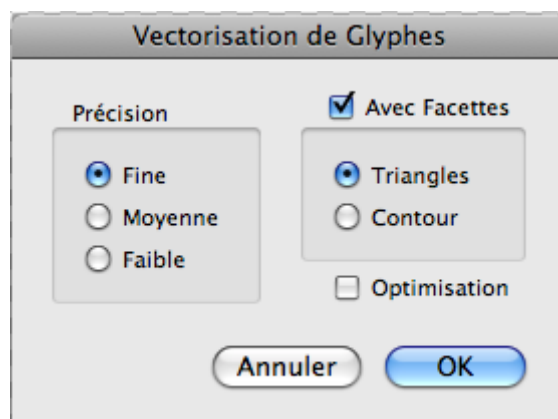 Vectorisation de Glyphes
Précision
Fine
Moyenne
Faible
Avec Facettes
Triangles
Contour
Optimisation
Annuler
OK